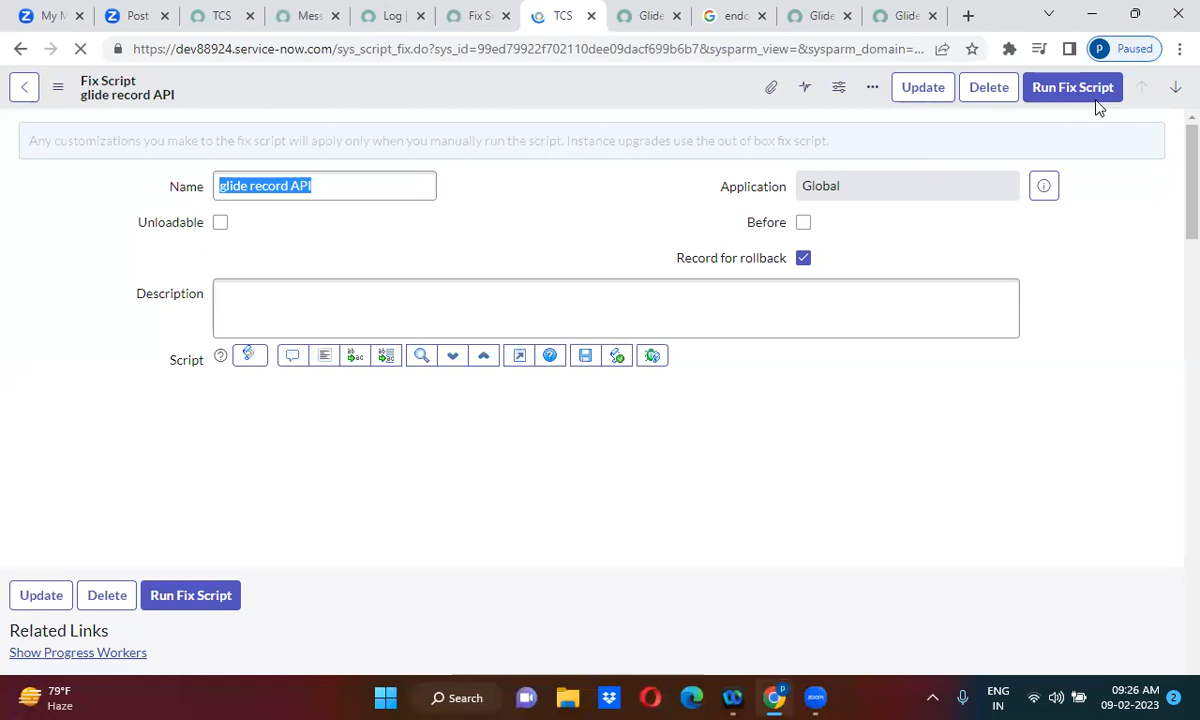 My M
Post
TCS
Mess
Log |
Fix S
TCS
Glide
endo
Glide
Glide
https://dev88924.service-now.com/sys_script_fix.do?sys_id=99ed79922f702110dee09dacf699b6b7&sysparm_view=&sysparm_domain=...
P Paused
Fix Script
glide record API
Update
Delete
Run Fix Script
Any customizations you make to the fix script will apply only when you manually run the script. Instance upgrades use the out of box fix script.
Name glide record API
Application Global
Unloadable
Before
Record for rollback
Description
Script
Update
Delete
Run Fix Script
Related Links
Show Progress Workers
79°F
Haze
Search
ENG
IN
09:26 AM
09-02-2023
2